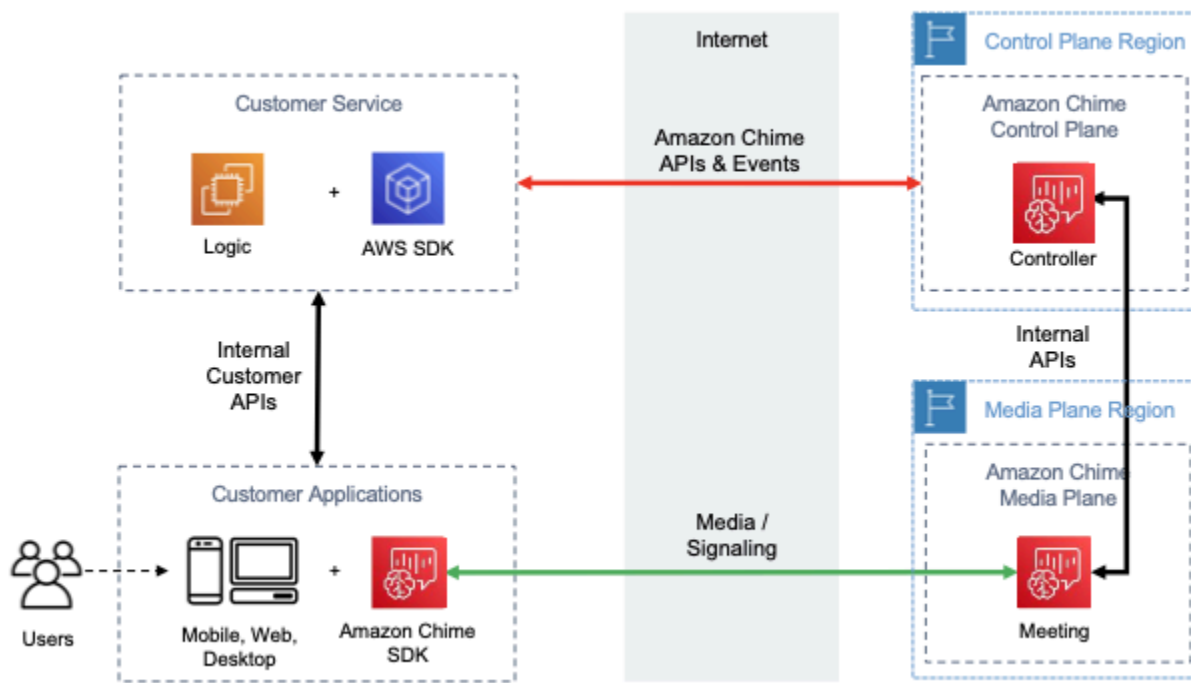 Internet
Control Plane Region
Customer Service
Amazon Chime
Control Plane
Amazon Chime
APIs & Events
+
Logic
AWS SDK
Controller
Internal
Customer
APIs
Internal
APIs
Media Plane Region
Customer Applications
Amazon Chime
Media Plane
Media /
Signaling
+
Users
Mobile, Web,
Desktop
Amazon Chime
SDK
Meeting